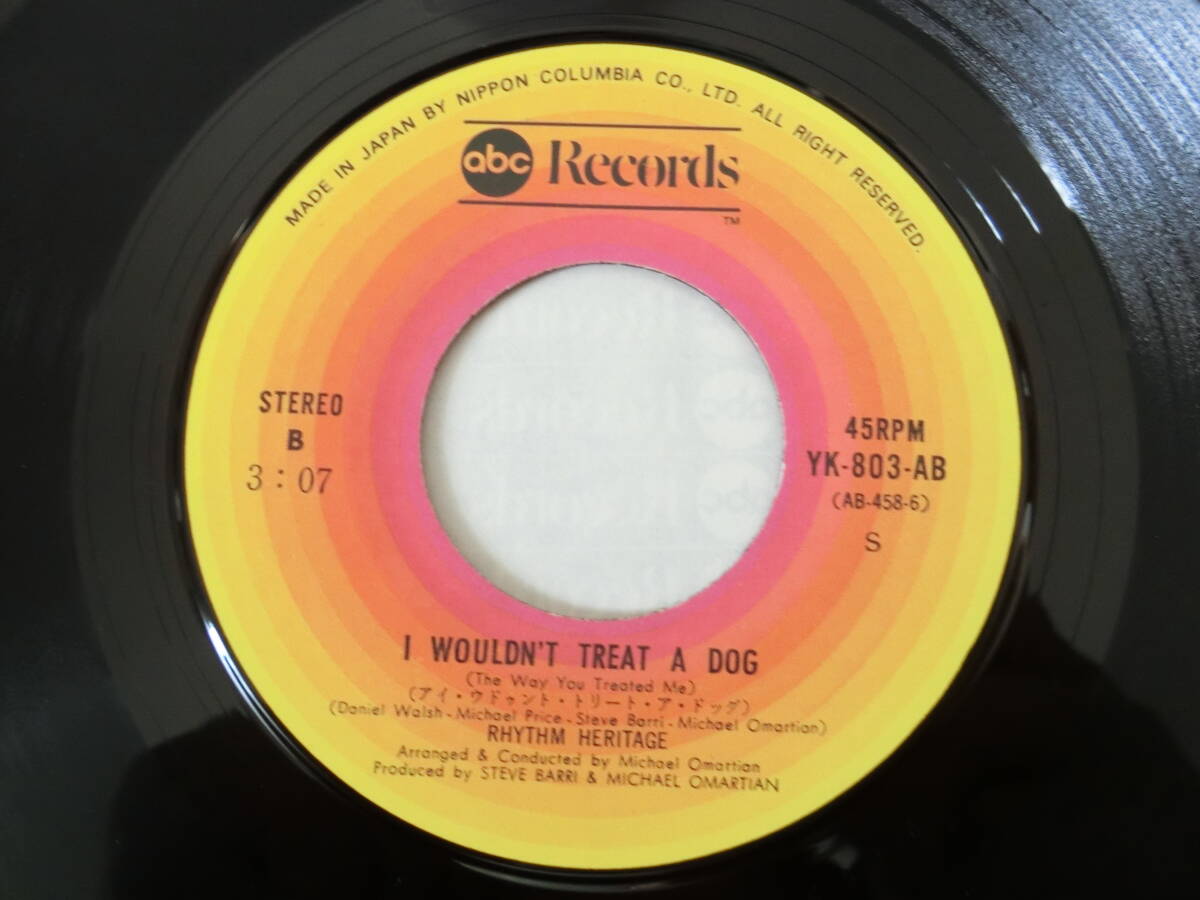 MADE IN JAPAN BY NIPPON COLUMBIA CO., LTD. ALL RIGHT RESERVED.
abc Records
TM
STEREO
B
3:07
45RPM
YK-803-AB
(AB-458-6)
S
I WOULDN'T TREAT A DOG
(The Way You Treated Me)
(アイ・ウドゥント・トリート・ア・ドッグ)
(Daniel Walsh-Michael Price-Steve Barri-Michael Omartian)
RHYTHM HERITAGE
Arranged & Conducted by Michael Omartian
Produced by STEVE BARRI & MICHAEL OMARTIAN